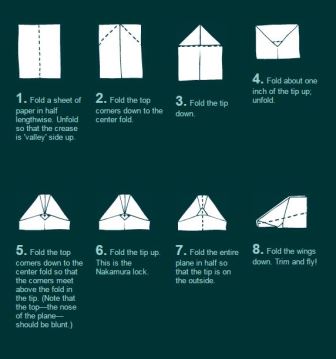 1. Fold a sheet of
paper in half
lengthwise. Unfold
so that the crease
is 'valley' side up.
2. Fold the top
corners down to the
center fold.
3. Fold the tip
down.
4. Fold about one
inch of the tip up;
unfold.
5. Fold the top
corners down to the
center fold so that
the corners meet
above the fold in
the tip. (Note that
the top—the nose
of the plane—
should be blunt.)
6. Fold the tip up.
This is the
Nakamura lock.
7. Fold the entire
plane in half so
that the tip is on
the outside.
8. Fold the wings
down. Trim and fly!